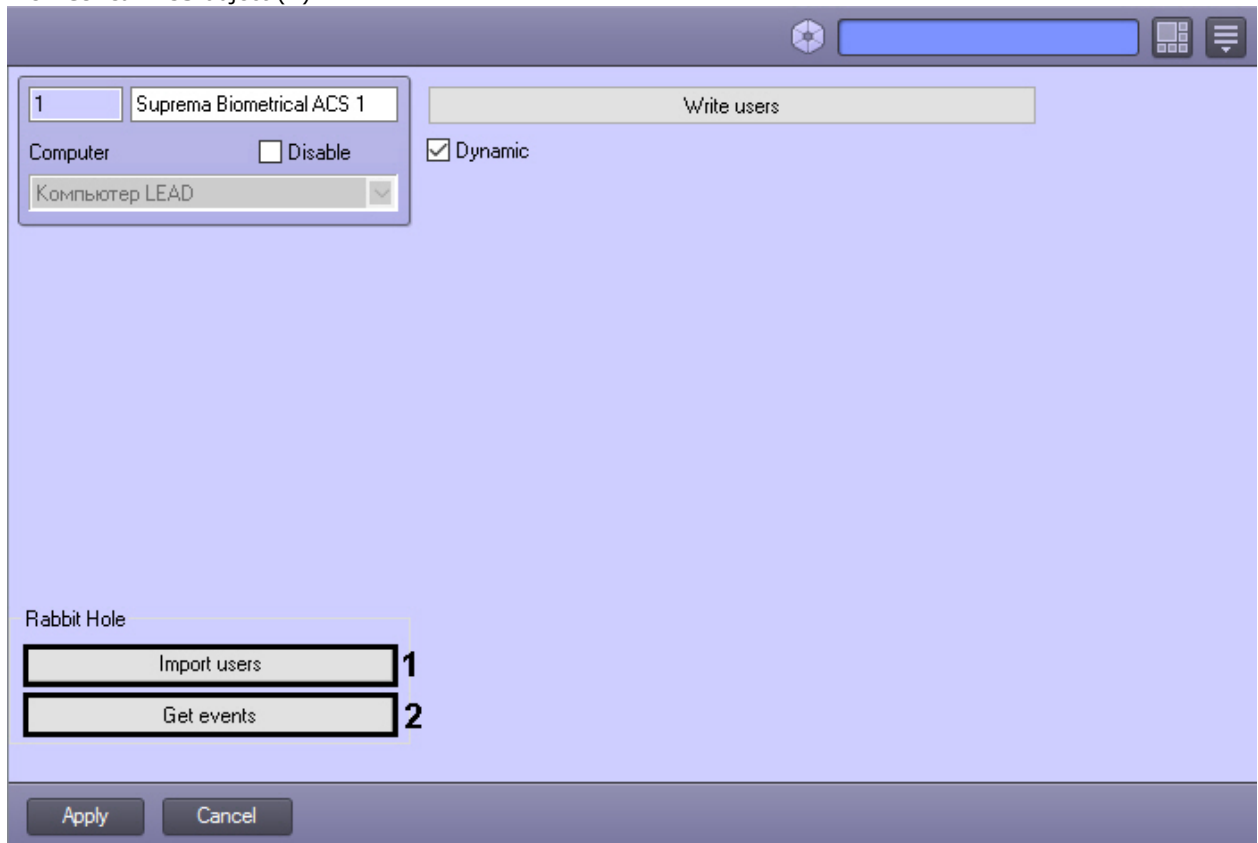 1 Suprema Biometrical ACS 1 Write users
Computer Disable Dynamic
Компьютер LEAD
Rabbit Hole
Import users 1
Get events 2
Apply Cancel